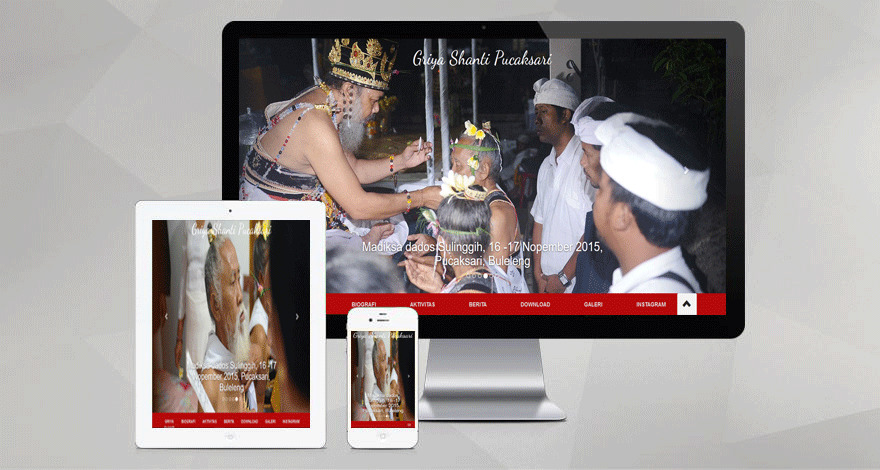 Griya Shanti Pucaksari
Madiksa dados Sulinggih, 16 -17 Nopember 2015,
Pucaksari, Buleleng
BIOGRAFI AKTIVITAS BERITA DOWNLOAD GALERI INSTAGRAM
Griya Shanti Pucaksari
Madiksa dados Sulinggih, 16 -17
Nopember 2015, Pucaksari,
Buleleng
GRIYA BIOGRAFI AKTIVITAS BERITA DOWNLOAD GALERI INSTAGRAM
Griya Shanti Pucaksari